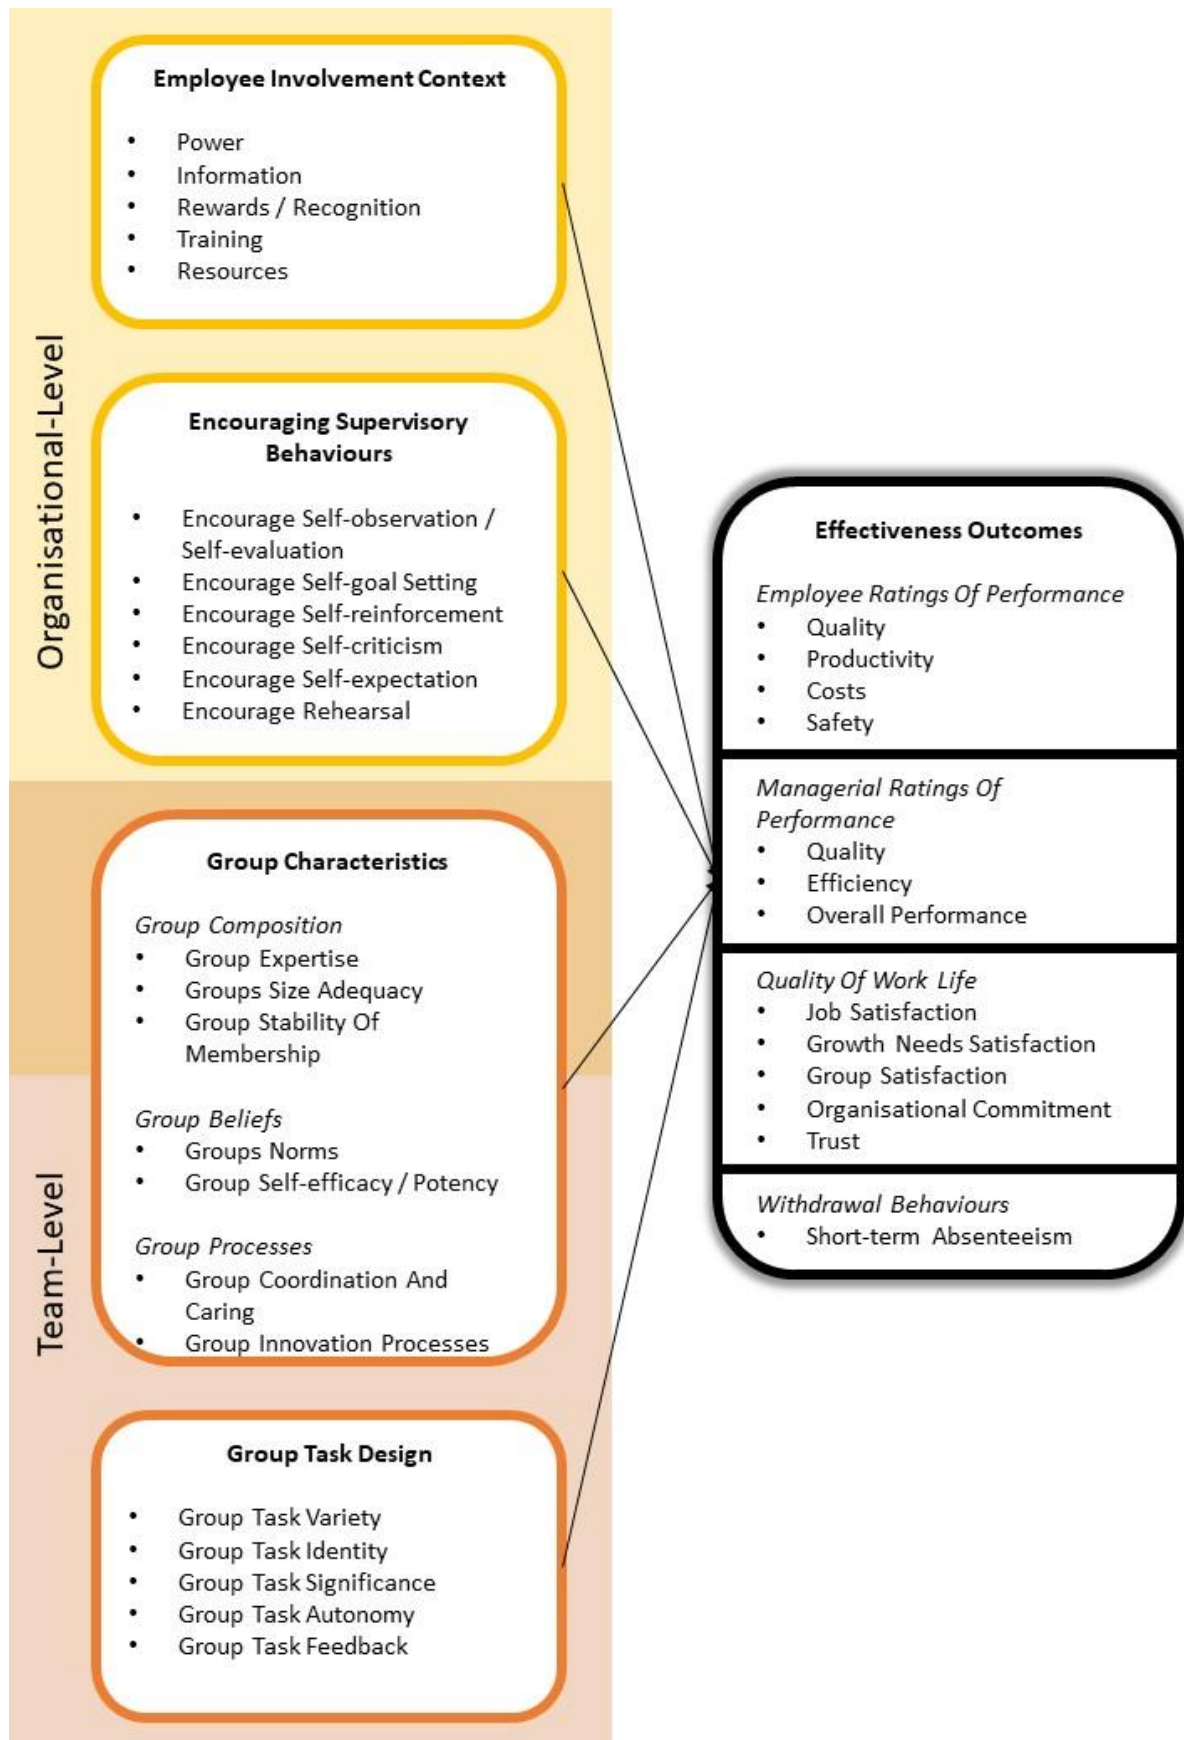 Organisational-Level
Employee Involvement Context
• Power
• Information
• Rewards / Recognition
• Training
• Resources
Encouraging Supervisory
Behaviours
• Encourage Self-observation /
Self-evaluation
• Encourage Self-goal Setting
• Encourage Self-reinforcement
• Encourage Self-criticism
• Encourage Self-expectation
• Encourage Rehearsal
Team-Level
Group Characteristics
Group Composition
• Group Expertise
• Groups Size Adequacy
• Group Stability Of
Membership
Group Beliefs
• Groups Norms
• Group Self-efficacy / Potency
Group Processes
• Group Coordination And
Caring
• Group Innovation Processes
Group Task Design
• Group Task Variety
• Group Task Identity
• Group Task Significance
• Group Task Autonomy
• Group Task Feedback
Effectiveness Outcomes
Employee Ratings Of Performance
• Quality
• Productivity
• Costs
• Safety
Managerial Ratings Of
Performance
• Quality
• Efficiency
• Overall Performance
Quality Of Work Life
• Job Satisfaction
• Growth Needs Satisfaction
• Group Satisfaction
• Organisational Commitment
• Trust
Withdrawal Behaviours
• Short-term Absenteeism